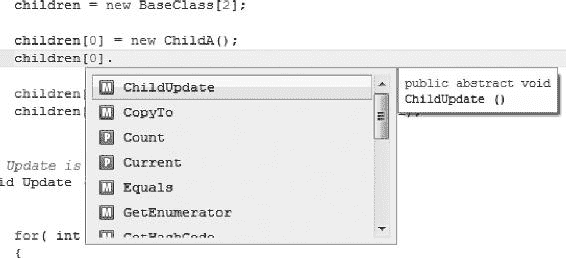 children = new BaseClass[2];
children[0] = new ChildA();
children[0].
ChildUpdate
CopyTo
Count
Current
Equals
GetEnumerator
GetHashCode
public abstract void
ChildUpdate ()
children[
children[
Update is
id Update
for( int
{